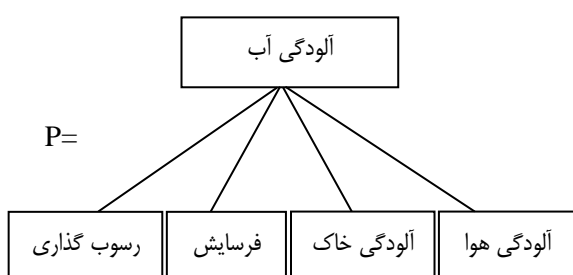 آلودگی آب
P=
آلودگی هوا
آلودگی خاک
فرسایش
رسوب گذاری